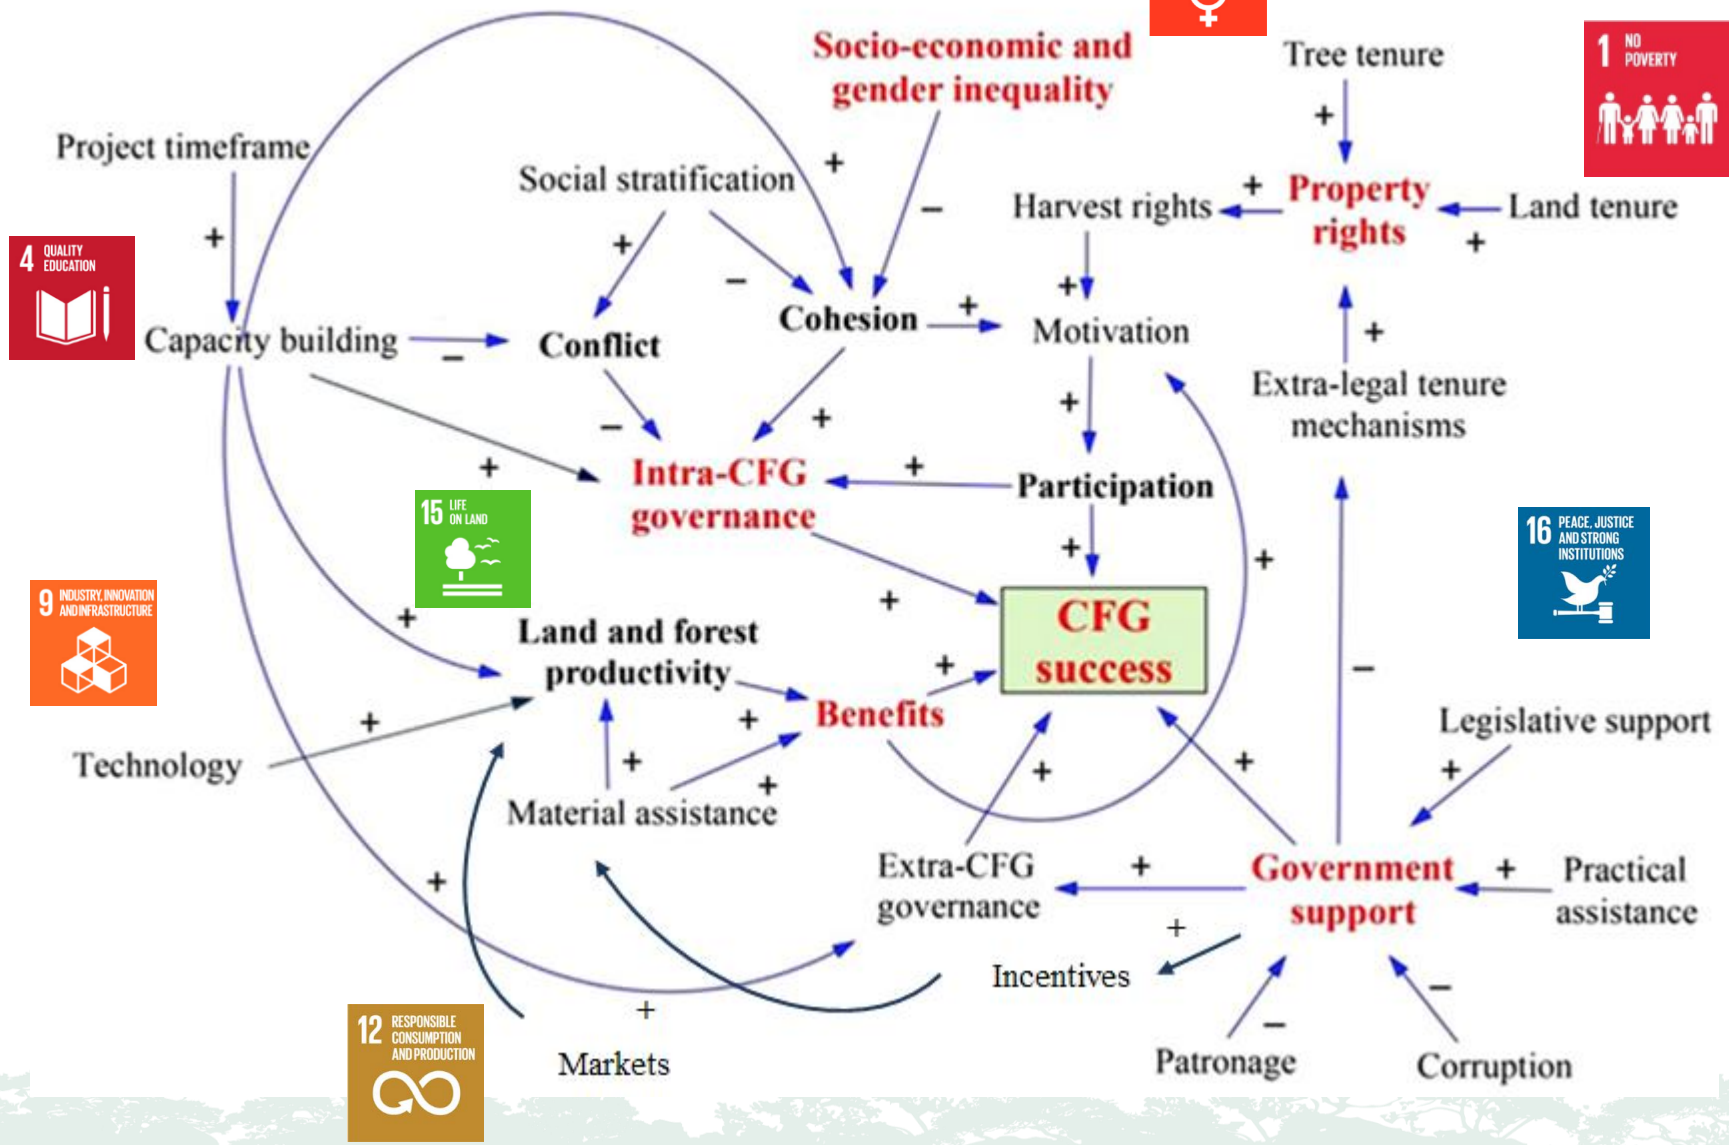 Socio-economic and
gender inequality
Tree tenure
1 NO
POVERTY
Project timeframe
+
+
Social stratification
+
Harvest rights
+
Property
rights
Land tenure
+
−
+
+
4 QUALITY
EDUCATION
−
+
Capacity building
−
Conflict
Cohesion
+
Motivation
+
Extra-legal tenure
mechanisms
−
+
+
+
Intra-CFG
governance
+
Participation
15 LIFE
ON LAND
16 PEACE, JUSTICE
AND STRONG
INSTITUTIONS
+
+
9 INDUSTRY, INNOVATION
AND INFRASTRUCTURE
+
Land and forest
productivity
+
CFG
success
+
−
+
+
Benefits
Legislative support
Technology
+
+
+
+
+
Material assistance
+
Extra-CFG
governance
+
Government
support
+
Practical
assistance
+
Incentives
−
−
12 RESPONSIBLE
CONSUMPTION
AND PRODUCTION
+
Markets
Patronage
Corruption